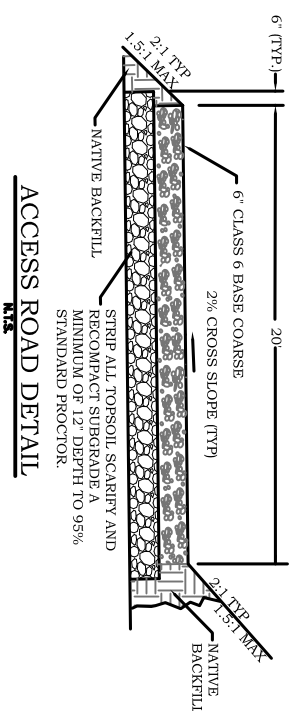 6" (TYP.)
20'
2:1 TYP
1.5:1 MAX
6" CLASS 6 BASE COARSE
2% CROSS SLOPE (TYP)
2:1 TYP
1.5:1 MAX
NATIVE BACKFILL
STRIP ALL TOPSOIL SCARIFY AND
RECOMPACT SUBGRADE A
MINIMUM OF 12" DEPTH TO 95%
STANDARD PROCTOR.
NATIVE
BACKFILL
ACCESS ROAD DETAIL
N.T.S.